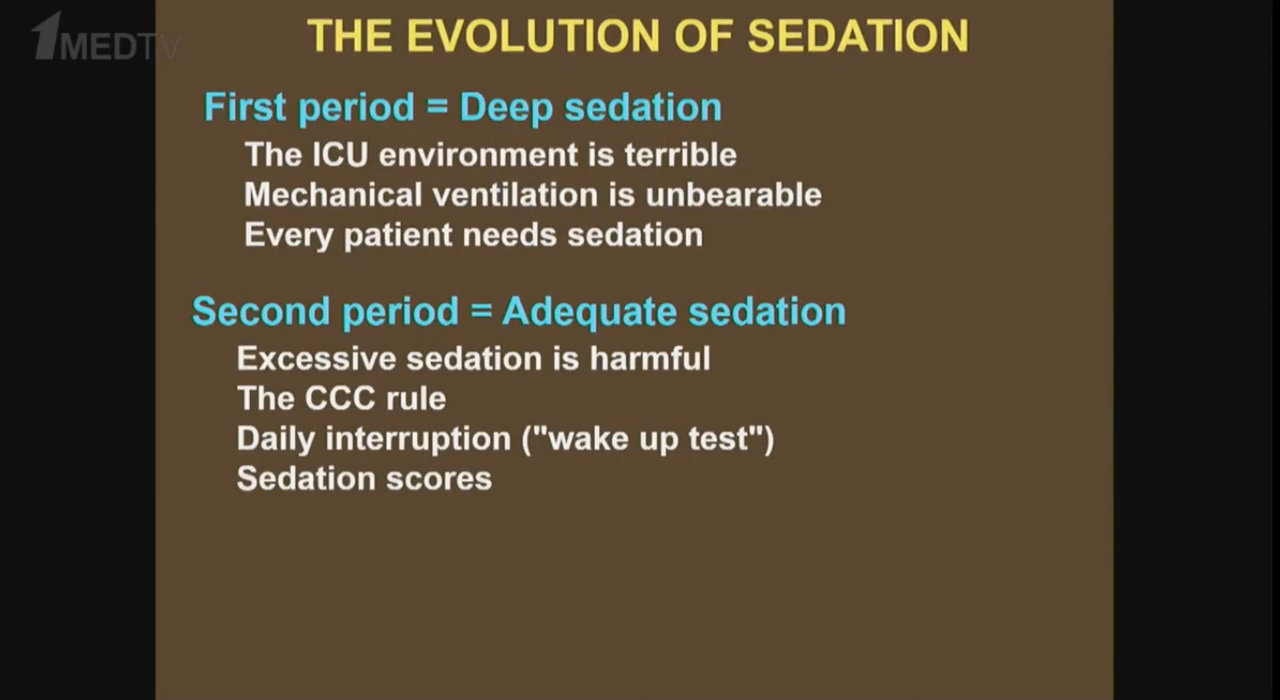 1MEDTV
THE EVOLUTION OF SEDATION
First period = Deep sedation
The ICU environment is terrible
Mechanical ventilation is unbearable
Every patient needs sedation
Second period = Adequate sedation
Excessive sedation is harmful
The CCC rule
Daily interruption ("wake up test")
Sedation scores